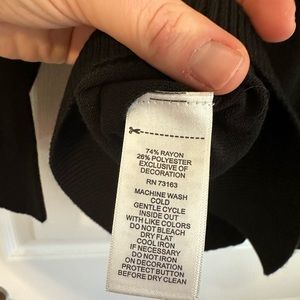 74% RAYON
26% POLYESTER
EXCLUSIVE OF
DECORATION
RN 73163
MACHINE WASH
COLD
GENTLE CYCLE
INSIDE OUT
WITH LIKE COLORS
DO NOT BLEACH
DRY FLAT
COOL IRON
IF NECESSARY
DO NOT IRON
ON DECORATION
PROTECT BUTTON
BEFORE DRY CLEAN